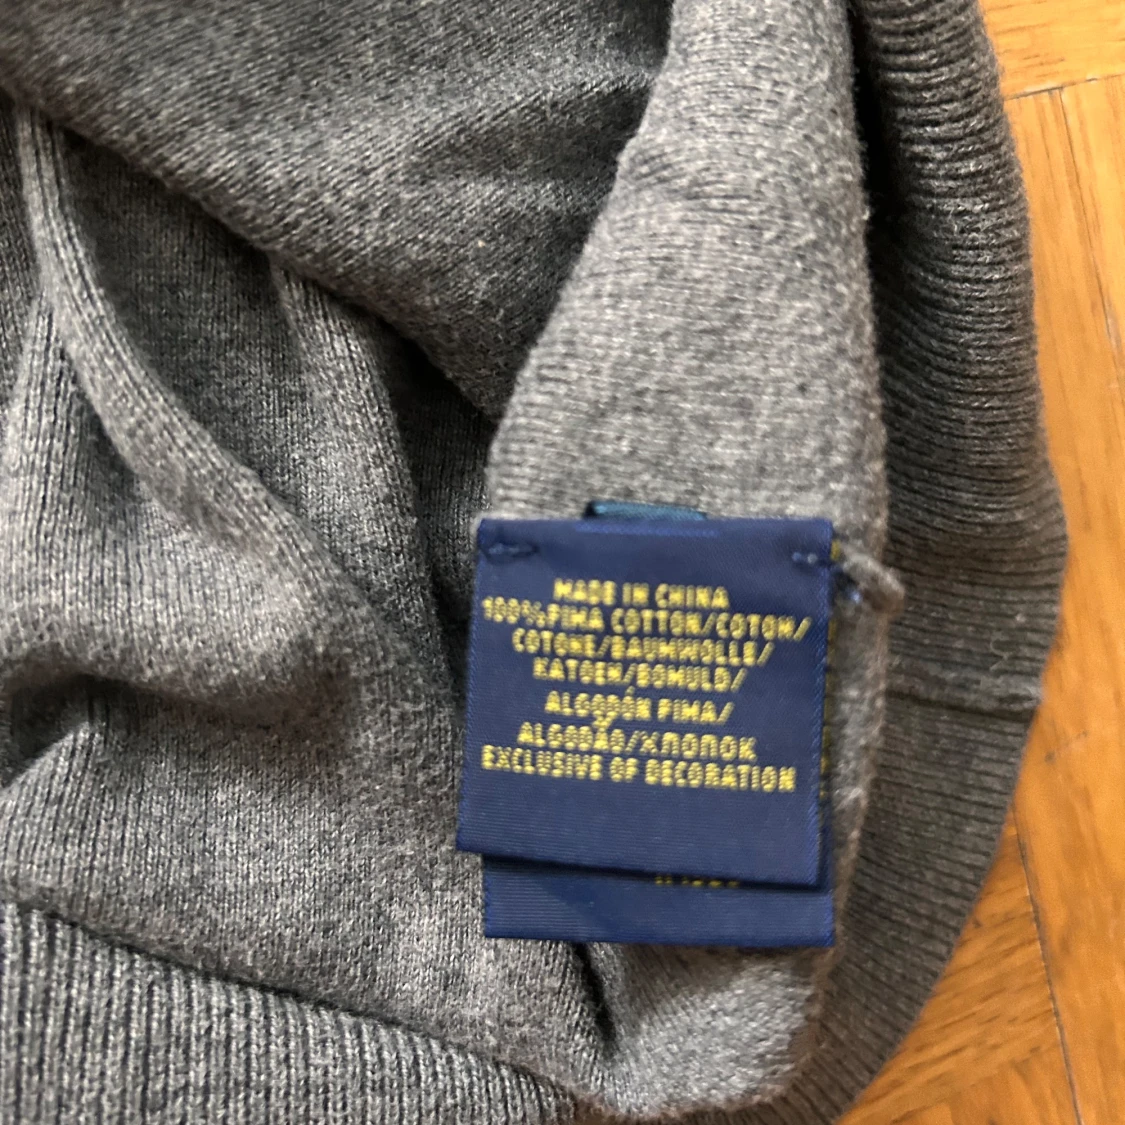 MADE IN CHINA
100%PIMA COTTON/COTON/
COTONE/BAUMWOLLE/
KATOEN/BOMULD/
ALGODÓN PIMA/
ALGODÃO/ХЛОПОК
EXCLUSIVE OF DECORATION